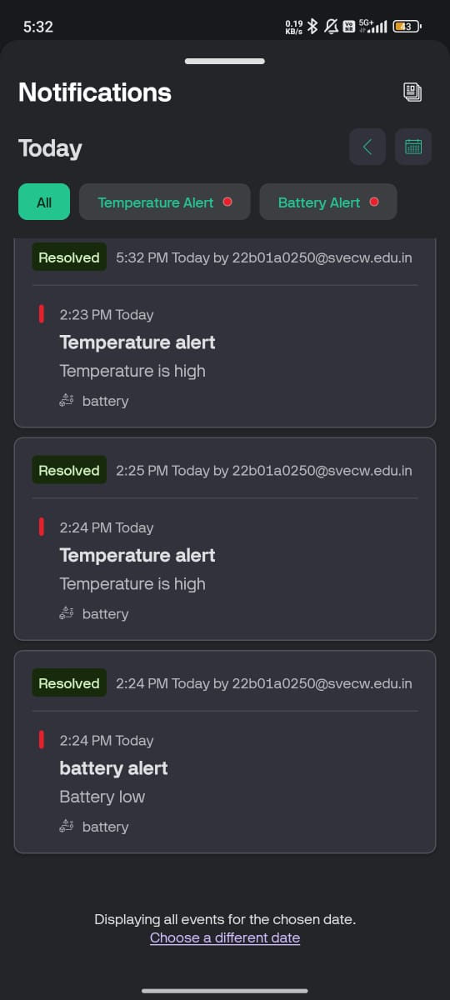 5:32
0.19
KB/s
Vo
NR
5G+
43
Notifications
Today
All
Temperature Alert
Battery Alert
Resolved 5:32 PM Today by 22b01a0250@svecw.edu.in
2:23 PM Today
Temperature alert
Temperature is high
battery
Resolved 2:25 PM Today by 22b01a0250@svecw.edu.in
2:24 PM Today
Temperature alert
Temperature is high
battery
Resolved 2:24 PM Today by 22b01a0250@svecw.edu.in
2:24 PM Today
battery alert
Battery low
battery
Displaying all events for the chosen date.
Choose a different date